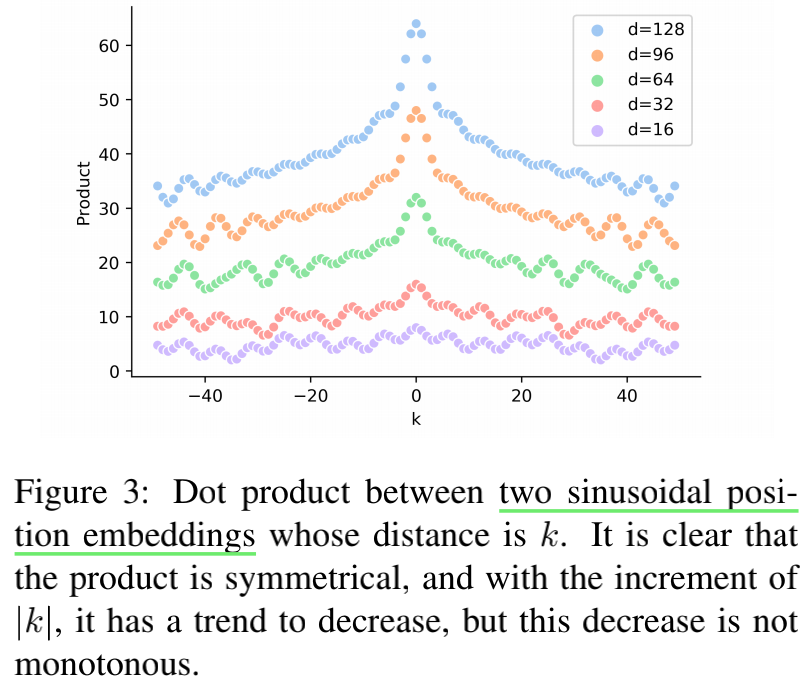 60
50
40
30
20
10
0
Product
−40
−20
0
20
40
k
d=128
d=96
d=64
d=32
d=16
Figure 3: Dot product between two sinusoidal posi-
tion embeddings whose distance is k. It is clear that
the product is symmetrical, and with the increment of
|k|, it has a trend to decrease, but this decrease is not
monotonous.